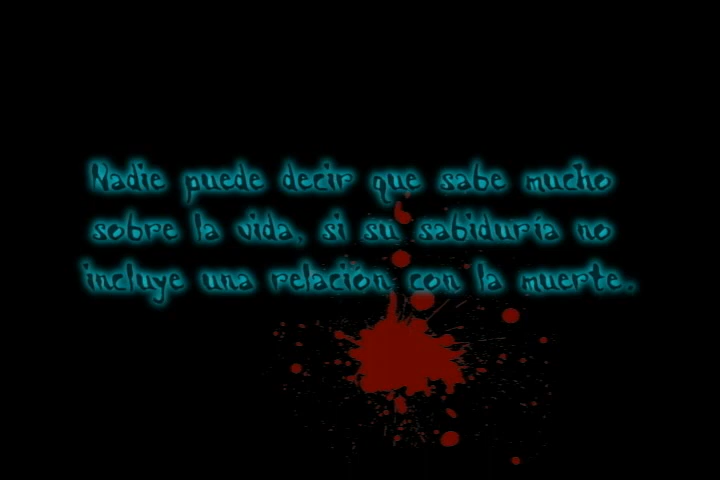 Nadie puede decir que sabe mucho
sobre la vida, si su sabiduría no
incluye una relación con la muerte.